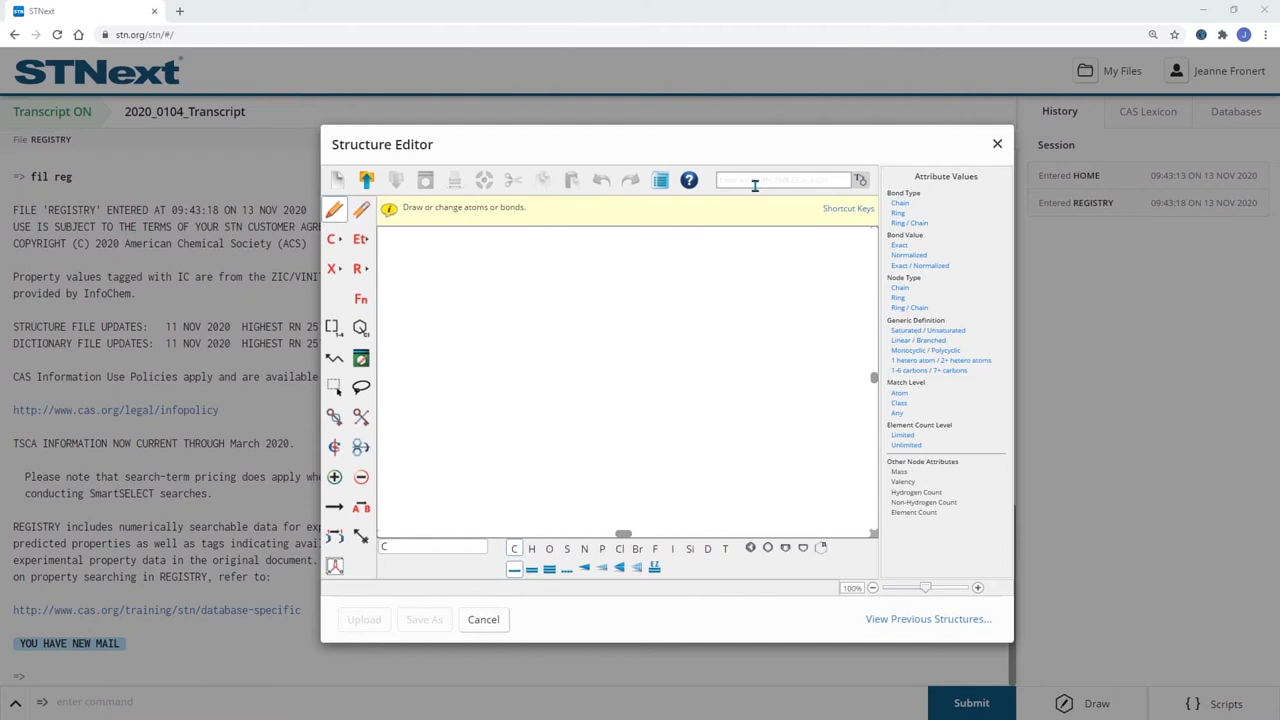 STNext
stn.org/stn/#/
STNext
My Files
Jeanne Fronert
Transcript ON
2020_0104_Transcript
History
CAS Lexicon
Databases
File REGISTRY
Session
=> fil reg
Entered HOME
09:43:13 ON 13 NOV 2020
Entered REGISTRY
09:43:18 ON 13 NOV 2020
FILE 'REGISTRY' ENTERED AT 09:43:18 ON 13 NOV 2020
USE IS SUBJECT TO THE TERMS OF YOUR STN CUSTOMER AGREE
COPYRIGHT (C) 2020 American Chemical Society (ACS)
Property values tagged with IC are from the ZIC/VINIT
provided by InfoChem.
STRUCTURE FILE UPDATES: 11 NOV 2020 HIGHEST RN 25
DICTIONARY FILE UPDATES: 11 NOV 2020 HIGHEST RN 25
CAS Information Use Policies apply and are available
http://www.cas.org/legal/infopolicy
TSCA INFORMATION NOW CURRENT THROUGH March 2020.
Please note that search-term pricing does apply whe
conducting SmartSELECT searches.
REGISTRY includes numerically searchable data for exp
predicted properties as well as tags indicating avai
experimental property data in the original document.
on property searching in REGISTRY, refer to:
http://www.cas.org/training/stn/database-specific
YOU HAVE NEW MAIL
=>
=> enter command
Submit
Draw
{ } Scripts
Structure Editor
Draw or change atoms or bonds.
Shortcut Keys
C
Et
X
R
Fn
A B
C
C H O S N P Cl Br F I Si D T
100%
Upload
Save As
Cancel
View Previous Structures...
Attribute Values
Bond Type
Chain
Ring
Ring / Chain
Bond Value
Exact
Normalized
Exact / Normalized
Node Type
Chain
Ring
Ring / Chain
Generic Definition
Saturated / Unsaturated
Linear / Branched
Monocyclic / Polycyclic
1 hetero atom / 2+ hetero atoms
1-6 carbons / 7+ carbons
Match Level
Atom
Class
Any
Element Count Level
Limited
Unlimited
Other Node Attributes
Mass
Valency
Hydrogen Count
Non-Hydrogen Count
Element Count